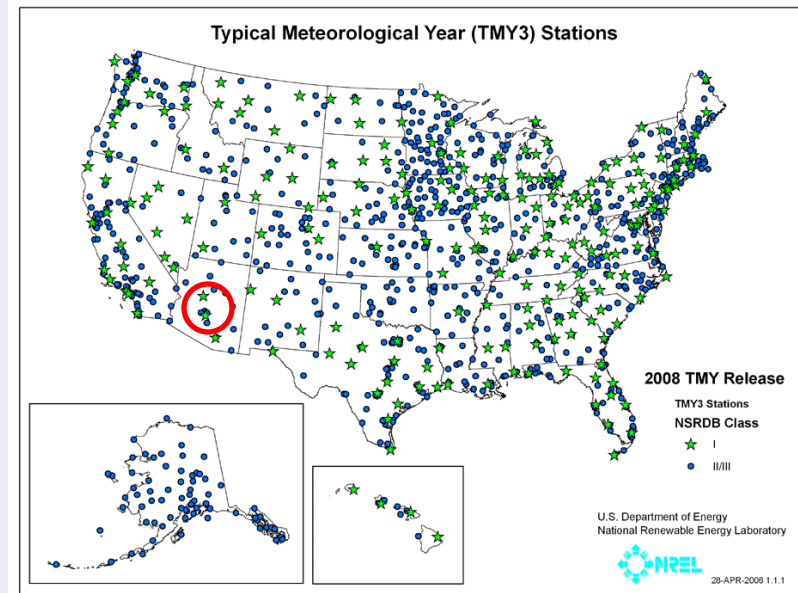 Typical Meteorological Year (TMY3) Stations
2008 TMY Release
TMY3 Stations
NSRDB Class
I
II/III
U.S. Department of Energy
National Renewable Energy Laboratory
NREL
28-APR-2008 1.1.1